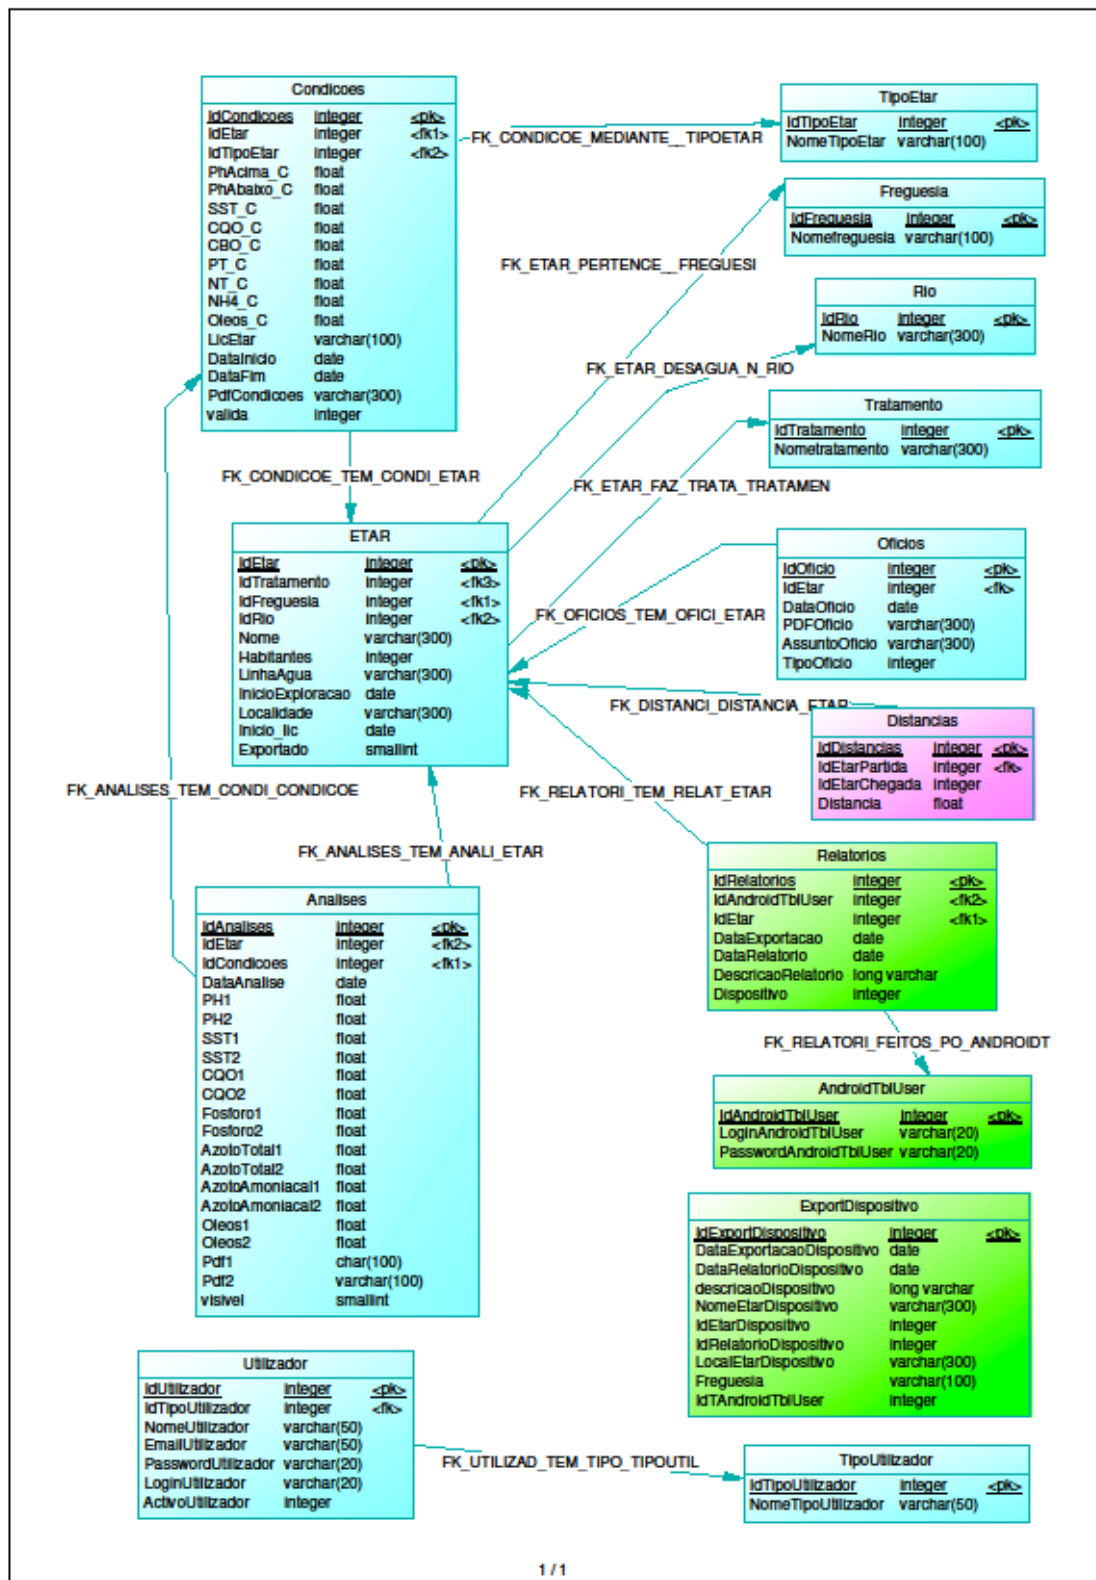 Condicoes
IdCondicoes integer <pk>
IdEtar integer <fk1>
IdTipoEtar integer <fk2>
PhAcima_C float
PhAbaixo_C float
SST_C float
CQO_C float
CBO_C float
PT_C float
NT_C float
NH4_C float
Oleos_C float
LicEtar varchar(100)
DataInicio date
DataFim date
PdfCondicoes varchar(300)
valida integer
FK_CONDICOE_MEDIANTE__TIPOETAR
TipoEtar
IdTipoEtar integer <pk>
NomeTipoEtar varchar(100)
Freguesia
IdFreguesia integer <pk>
Nomefreguesia varchar(100)
FK_ETAR_PERTENCE__FREGUESI
Rio
IdRio integer <pk>
NomeRio varchar(300)
FK_ETAR_DESAGUA_N_RIO
Tratamento
IdTratamento integer <pk>
Nometratamento varchar(300)
FK_CONDICOE_TEM_CONDI_ETAR
FK_ETAR_FAZ_TRATA_TRATAMEN
ETAR
IdEtar integer <pk>
IdTratamento integer <fk3>
IdFreguesia integer <fk1>
IdRio integer <fk2>
Nome varchar(300)
Habitantes integer
LinhaAgua varchar(300)
InicioExploracao date
Localidade varchar(300)
Inicio_lic date
Exportado smallint
Oficios
IdOficio integer <pk>
IdEtar integer <fk>
DataOficio date
PDFOficio varchar(300)
AssuntoOficio varchar(300)
TipoOficio integer
FK_OFICIOS_TEM_OFICI_ETAR
FK_DISTANCI_DISTANCIA_ETAR
Distâncias
IdDistancias integer <pk>
IdEtarPartida integer <fk>
IdEtarChegada integer
Distancia float
FK_ANALISES_TEM_CONDI_CONDICOE
FK_RELATORI_TEM_RELAT_ETAR
FK_ANALISES_TEM_ANALI_ETAR
Relatorios
IdRelatorios integer <pk>
IdAndroidTblUser integer <fk2>
IdEtar integer <fk1>
DataExportacao date
DataRelatorio date
DescricaoRelatorio long varchar
Dispositivo integer
Analises
IdAnalises integer <pk>
IdEtar integer <fk2>
IdCondicoes integer <fk1>
DataAnalise date
PH1 float
PH2 float
SST1 float
SST2 float
CQO1 float
CQO2 float
Fosforo1 float
Fosforo2 float
AzotoTotal1 float
AzotoTotal2 float
AzotoAmoniacal1 float
AzotoAmoniacal2 float
Oleos1 float
Oleos2 float
Pdf1 char(100)
Pdf2 varchar(100)
visivel smallint
FK_RELATORI_FEITOS_PO_ANDROIDT
AndroidTblUser
IdAndroidTblUser integer <pk>
LoginAndroidTblUser varchar(20)
PasswordAndroidTblUser varchar(20)
ExportDispositivo
IdExportDispositivo integer <pk>
DataExportacaoDispositivo date
DataRelatorioDispositivo date
descricaoDispositivo long varchar
NomeEtarDispositivo varchar(300)
IdEtarDispositivo integer
IdRelatorioDispositivo integer
LocalEtarDispositivo varchar(300)
Freguesia varchar(100)
IdTAndroidTblUser integer
Utilizador
IdUtilizador integer <pk>
IdTipoUtilizador integer <fk>
NomeUtilizador varchar(50)
EmailUtilizador varchar(50)
PasswordUtilizador varchar(20)
LoginUtilizador varchar(20)
ActivoUtilizador integer
FK_UTILIZAD_TEM_TIPO_TIPOUTIL
TipoUtilizador
IdTipoUtilizador integer <pk>
NomeTipoUtilizador varchar(50)
1 / 1